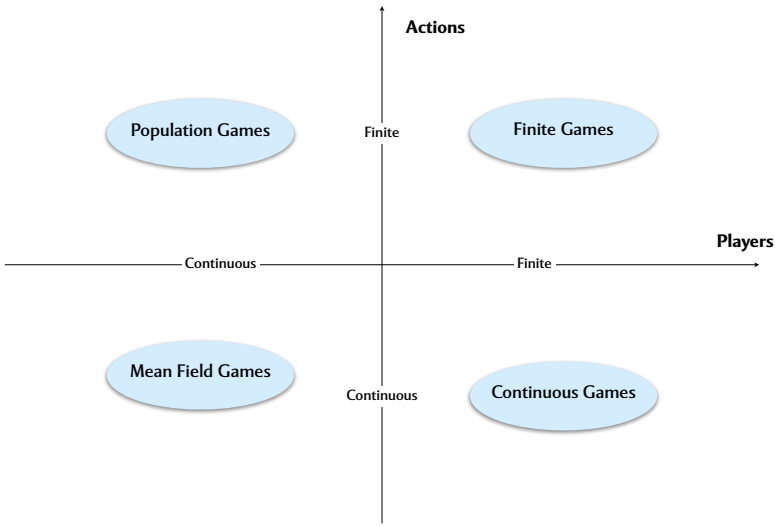 Actions
Population Games
Finite
Finite Games
Players
Continuous
Finite
Mean Field Games
Continuous
Continuous Games